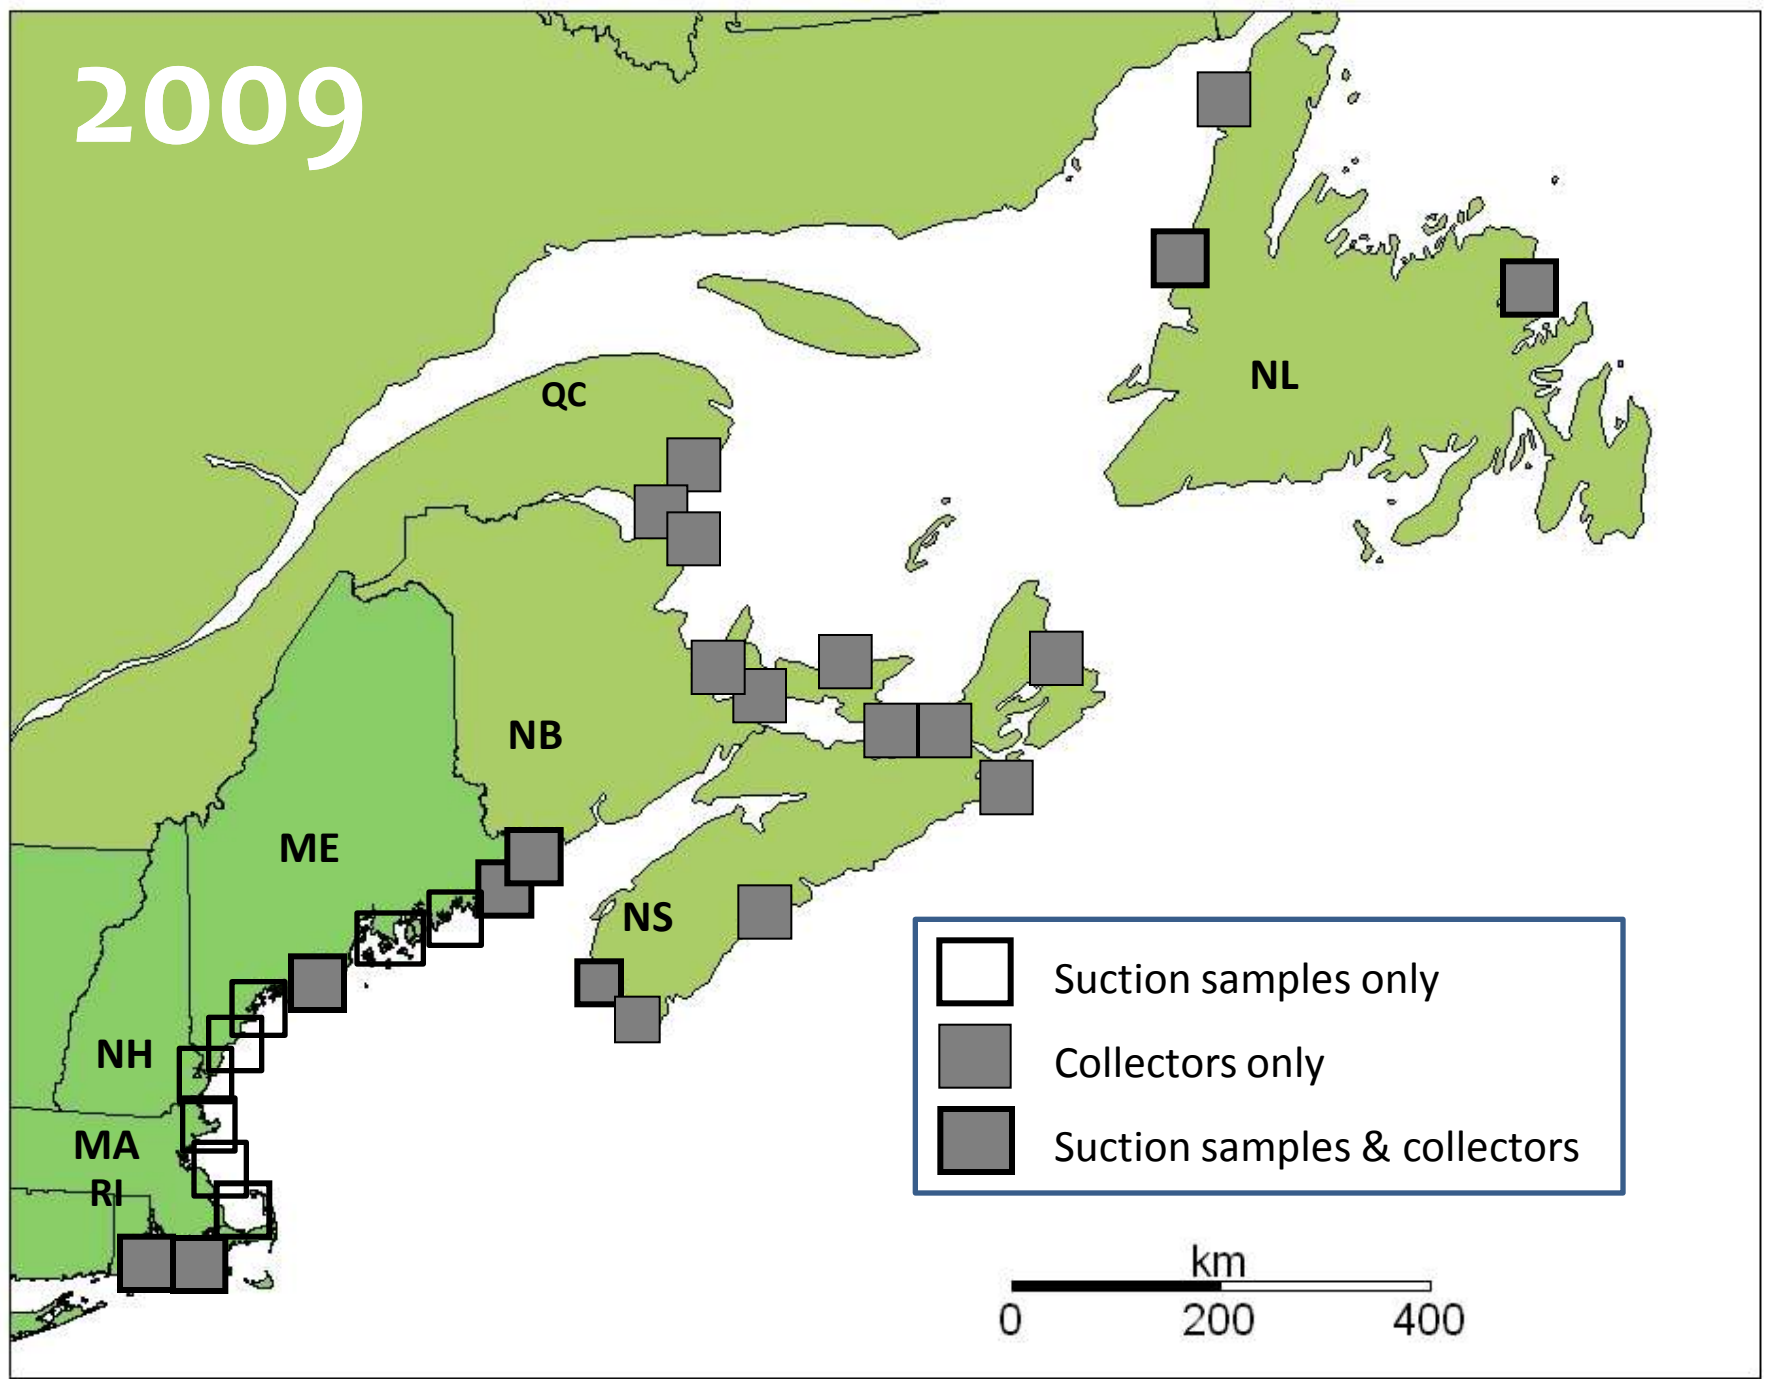 2009
QC
NL
NB
ME
NS
NH
MA
RI
Suction samples only
Collectors only
Suction samples & collectors
km
0 200 400